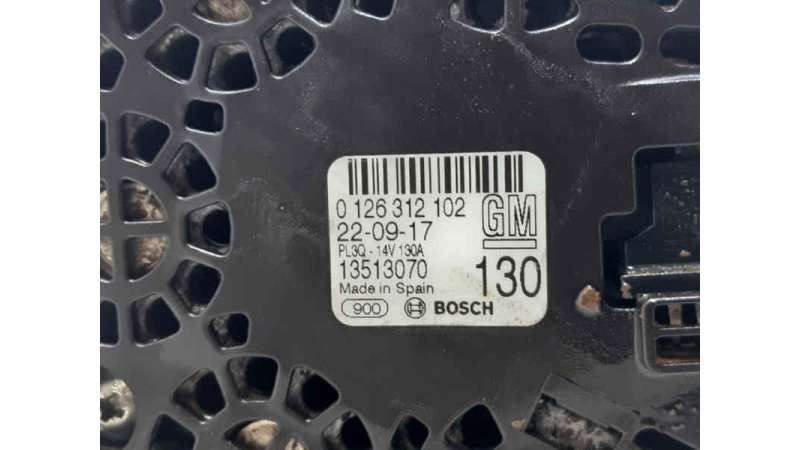 0 126 312 102
22-09-17
PL3Q - 14V 130A
13513070
Made in Spain
900 BOSCH
GM
130